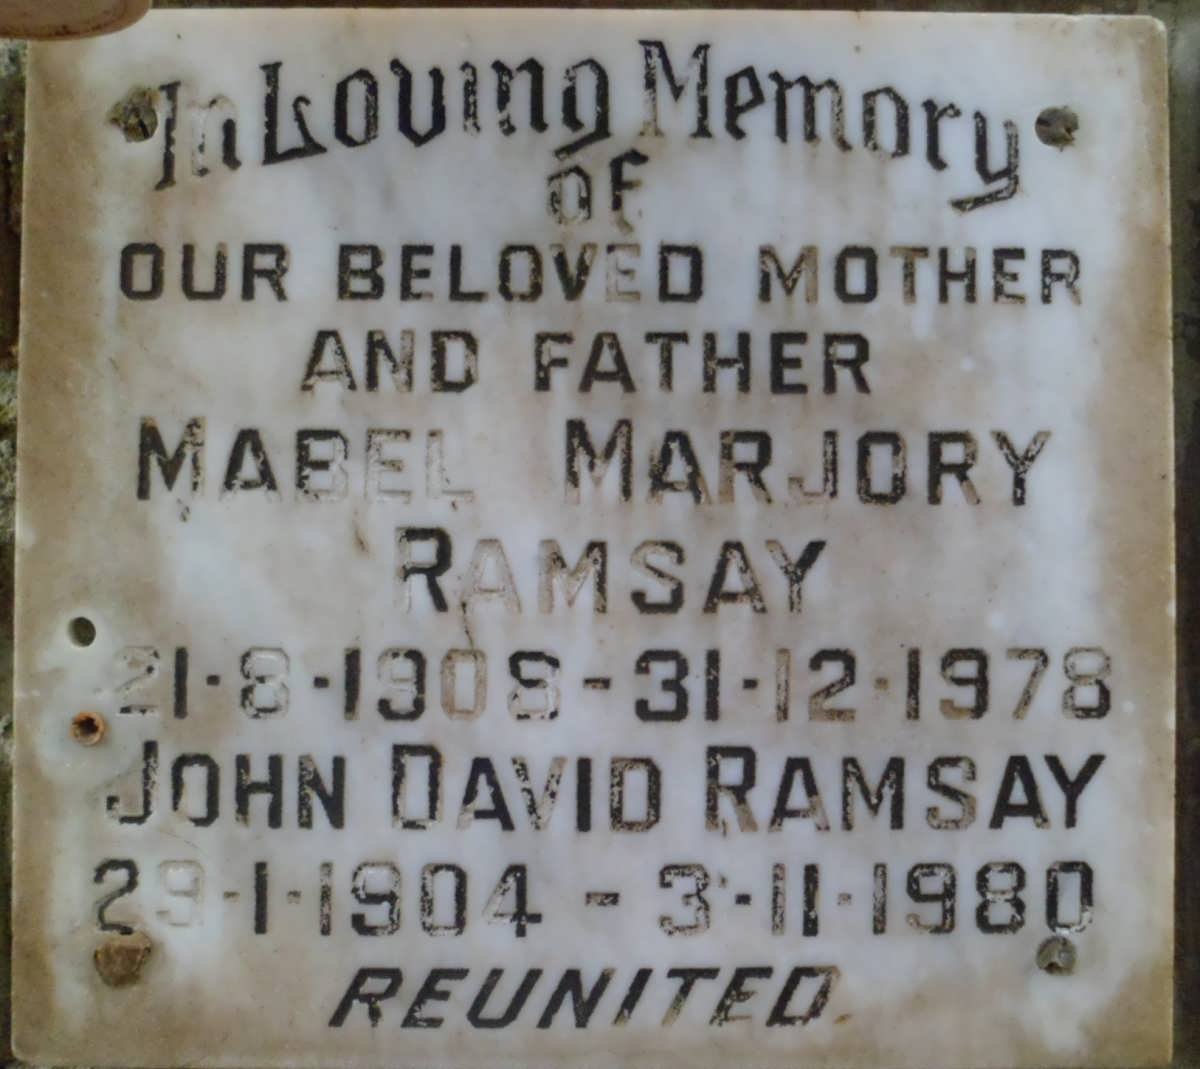 In Loving Memory
of
OUR BELOVED MOTHER
AND FATHER
MABEL MARJORY
RAMSAY
21·8·1908-31·12·1978
JOHN DAVID RAMSAY
29·1·1904 - 3·11·1980
REUNITED